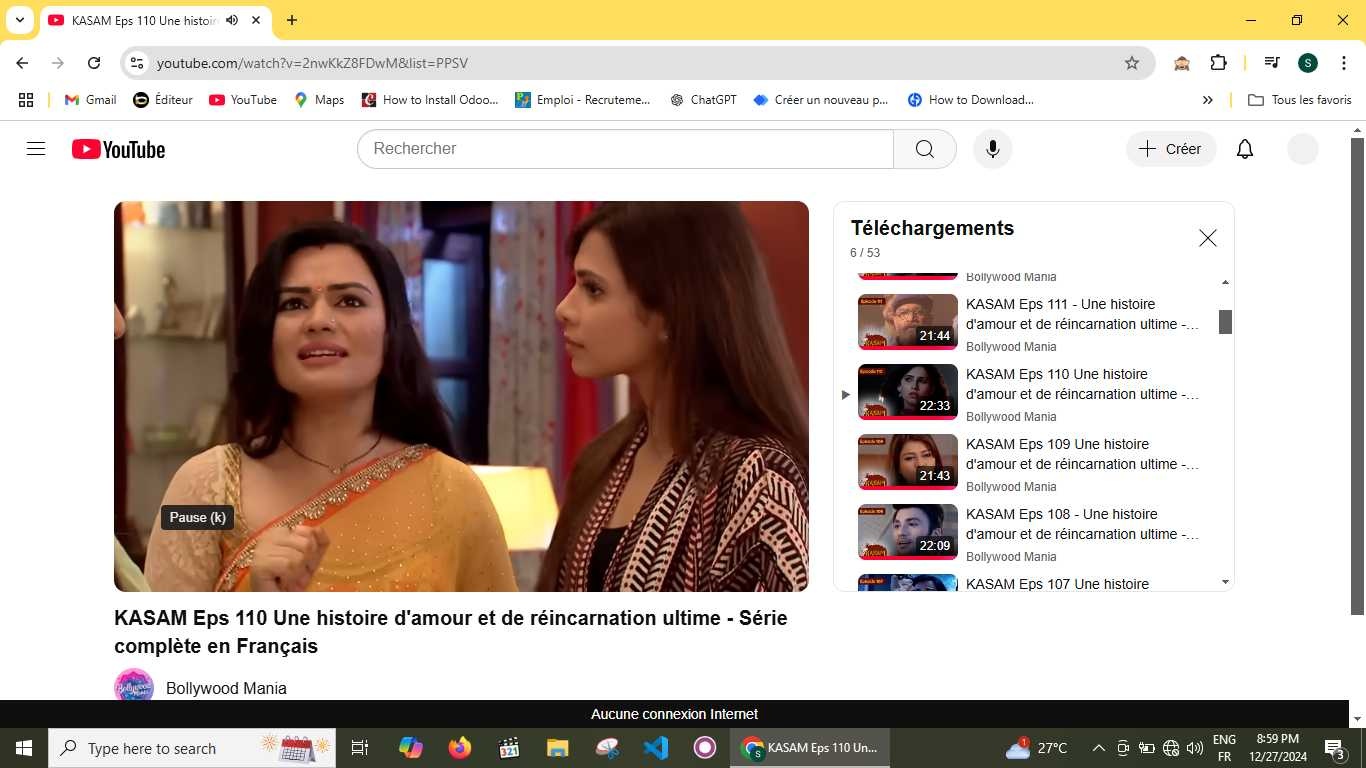 KASAM Eps 110 Une histoir
youtube.com/watch?v=2nwKkZ8FDwM&list=PPSV
S
Gmail
Éditeur
YouTube
Maps
How to Install Odoo...
Emploi - Recruteme...
ChatGPT
Créer un nouveau p...
How to Download...
Tous les favoris
YouTube
Rechercher
Créer
Pause (k)
Téléchargements
6 / 53
Bollywood Mania
KASAM Eps 111 - Une histoire
d'amour et de réincarnation ultime -...
Bollywood Mania
21:44
KASAM Eps 110 Une histoire
d'amour et de réincarnation ultime -...
Bollywood Mania
22:33
KASAM Eps 109 Une histoire
d'amour et de réincarnation ultime -...
Bollywood Mania
21:43
KASAM Eps 108 - Une histoire
d'amour et de réincarnation ultime -...
Bollywood Mania
22:09
KASAM Eps 107 Une histoire
KASAM Eps 110 Une histoire d'amour et de réincarnation ultime - Série
complète en Français
Bollywood Mania
Aucune connexion Internet
Type here to search
321
KASAM Eps 110 Un...
27°C
ENG
FR
8:59 PM
12/27/2024
3